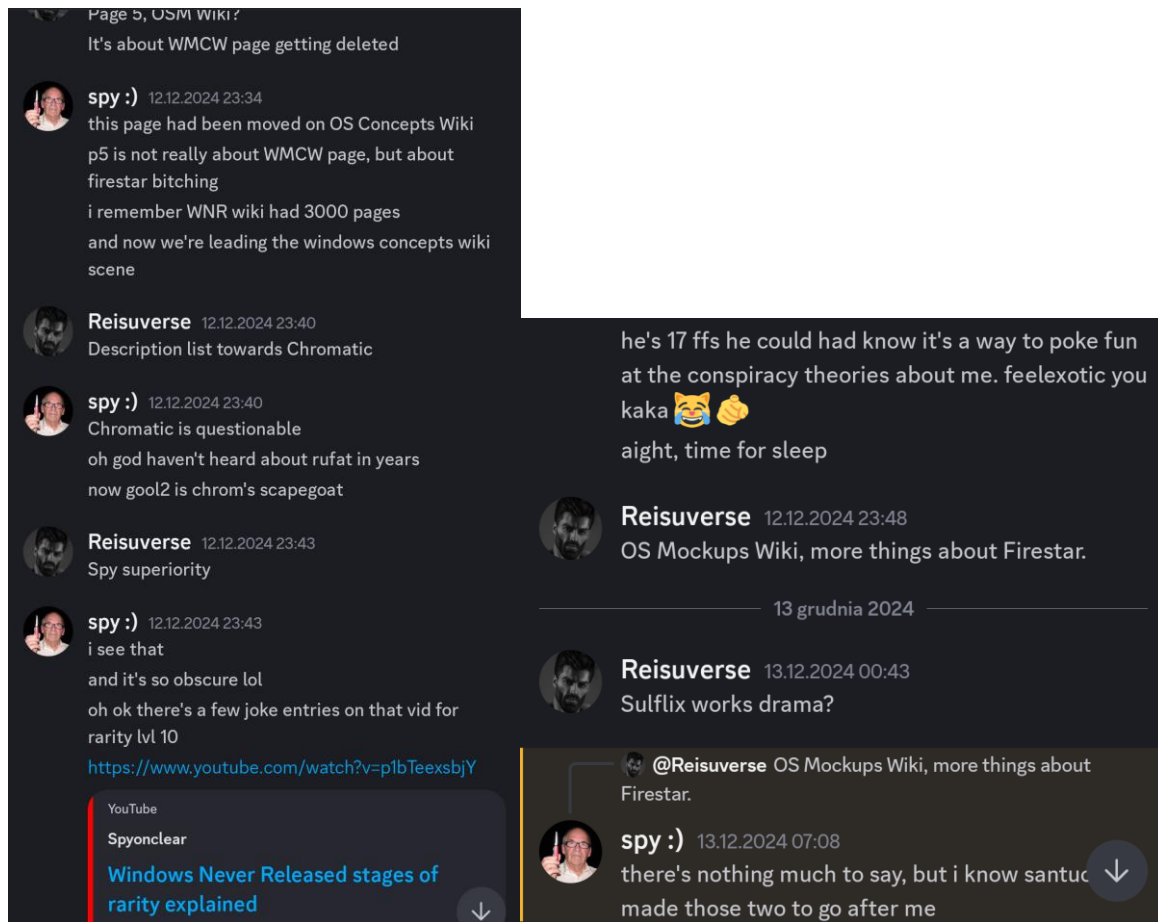 Page 5, OSM Wiki?
It's about WMCW page getting deleted
spy :) 12.12.2024 23:34
this page had been moved on OS Concepts Wiki
p5 is not really about WMCW page, but about
firestar bitching
i remember WNR wiki had 3000 pages
and now we're leading the windows concepts wiki
scene
Reisuverse 12.12.2024 23:40
Description list towards Chromatic
spy :) 12.12.2024 23:40
Chromatic is questionable
oh god haven't heard about rufat in years
now gool2 is chrom's scapegoat
Reisuverse 12.12.2024 23:43
Spy superiority
spy :) 12.12.2024 23:43
i see that
and it's so obscure lol
oh ok there's a few joke entries on that vid for
rarity lvl 10
https://www.youtube.com/watch?v=p1bTeexsbjY
YouTube
Spyonclear
Windows Never Released stages of
rarity explained
he's 17 ffs he could had know it's a way to poke fun
at the conspiracy theories about me. feelexotic you
kaka 😹 🫵
aight, time for sleep
Reisuverse 12.12.2024 23:48
OS Mockups Wiki, more things about Firestar.
13 grudnia 2024
Reisuverse 13.12.2024 00:43
Sulflix works drama?
@Reisuverse OS Mockups Wiki, more things about
Firestar.
spy :) 13.12.2024 07:08
there's nothing much to say, but i know
made those two to go after me